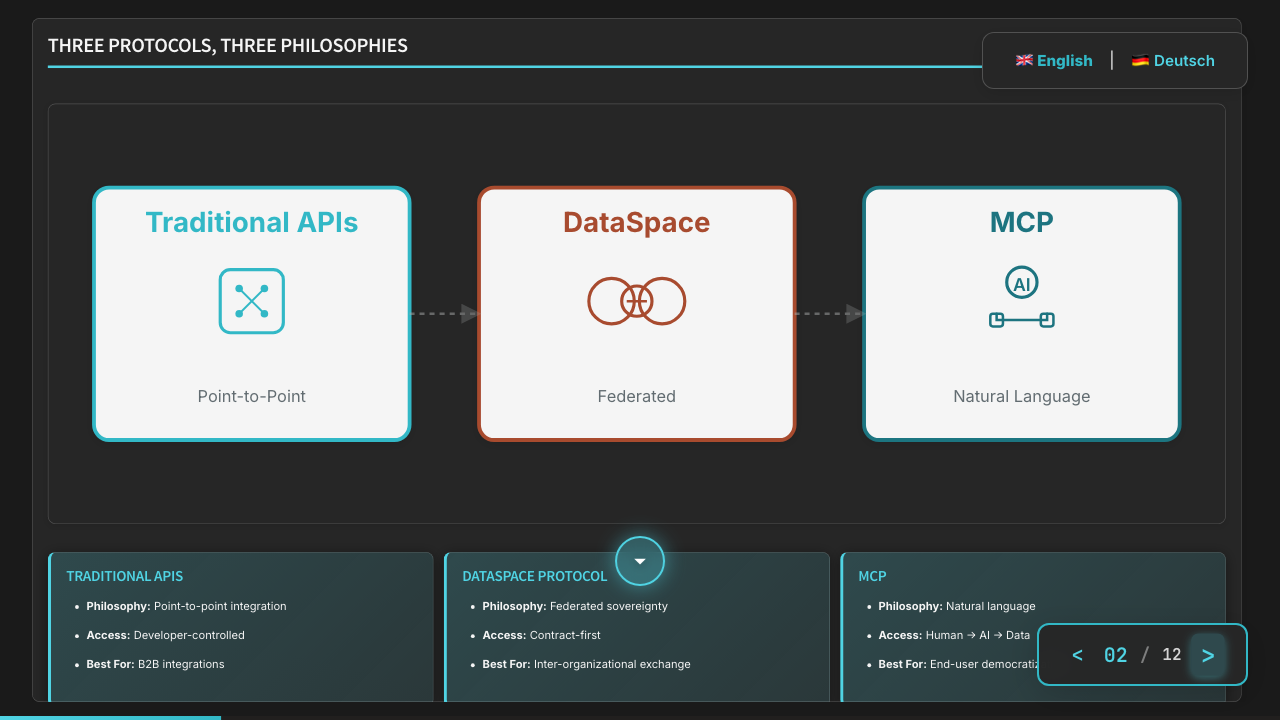 THREE PROTOCOLS, THREE PHILOSOPHIES
English | Deutsch
Traditional APIs
Point-to-Point
DataSpace
Federated
MCP
AI
Natural Language
TRADITIONAL APIS
• Philosophy: Point-to-point integration
• Access: Developer-controlled
• Best For: B2B integrations
DATASPACE PROTOCOL
• Philosophy: Federated sovereignty
• Access: Contract-first
• Best For: Inter-organizational exchange
MCP
• Philosophy: Natural language
• Access: Human → AI → Data
• Best For: End-user
< 02 / 12 >